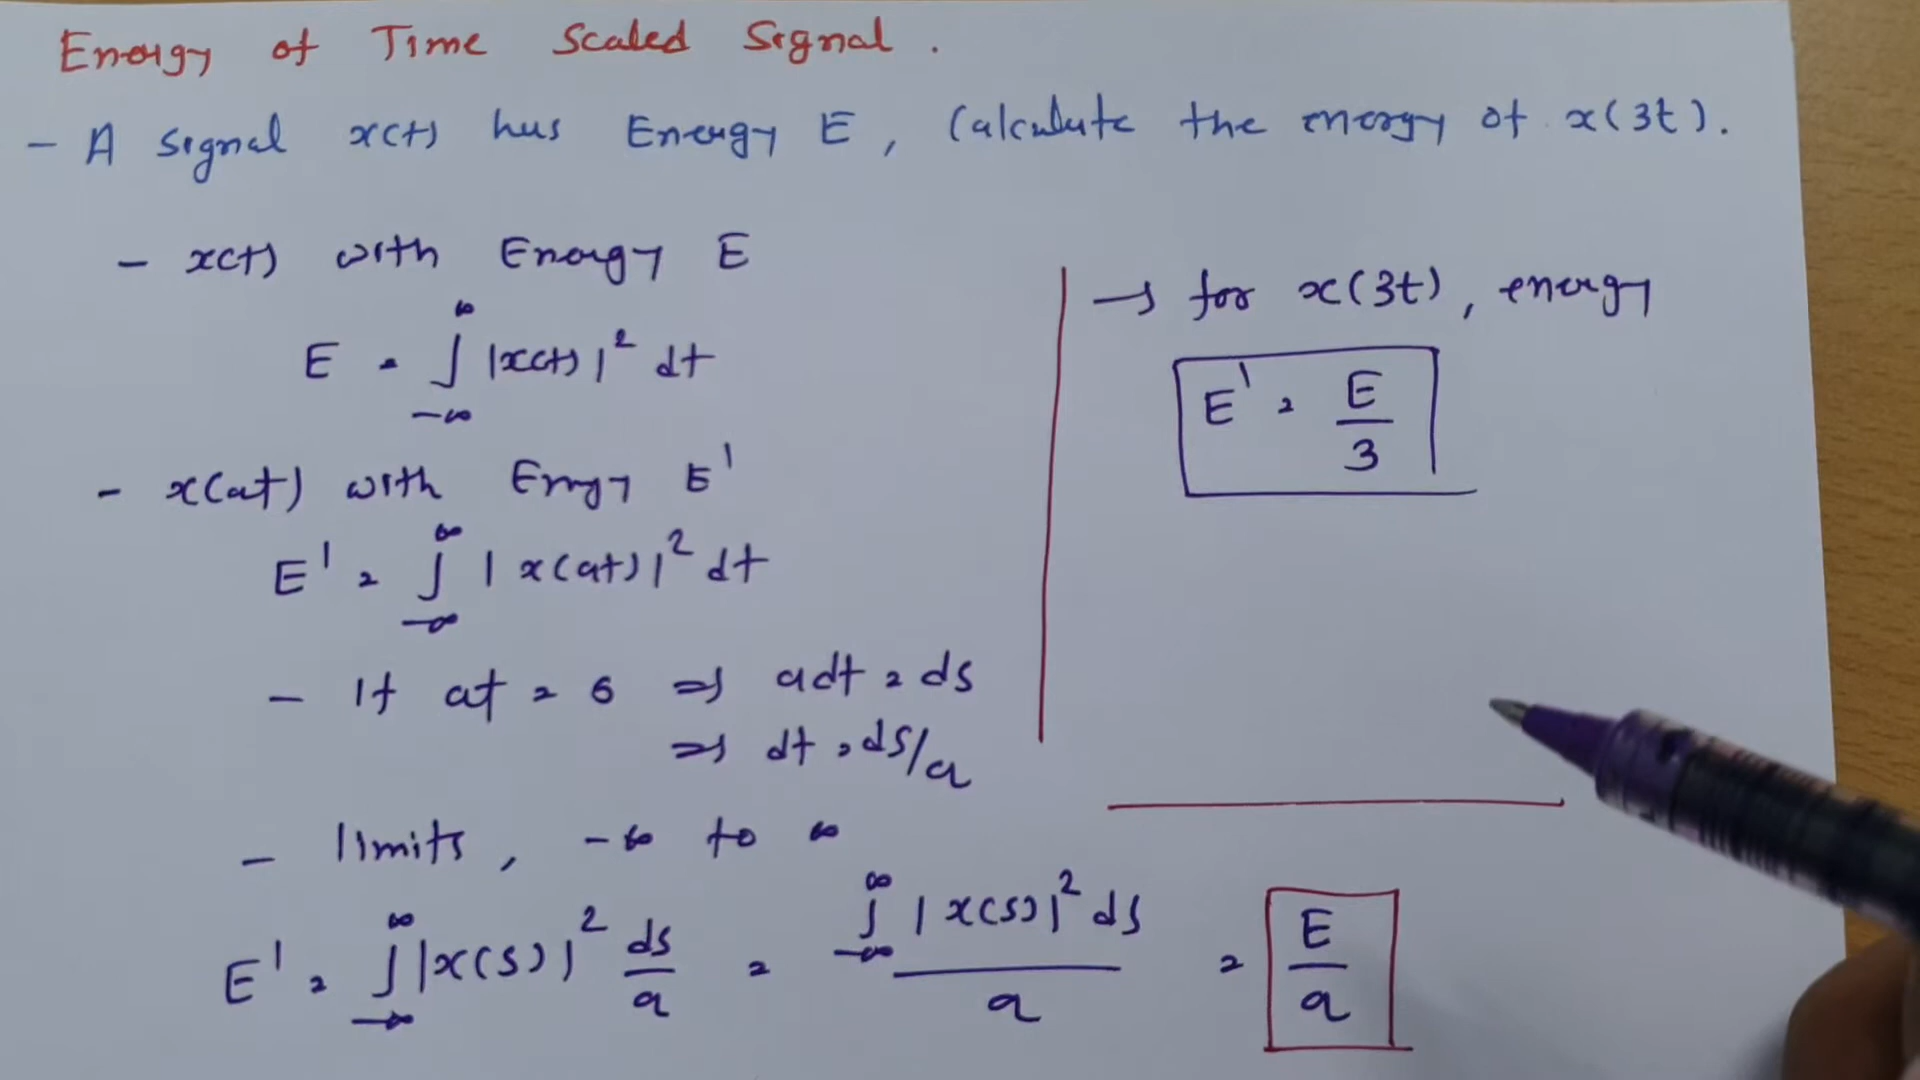 Energy of Time Scaled Signal.
- A signal x(t) has Energy E, Calculate the energy of x(3t).
- x(t) with Energy E
E = ∫_{-∞}^{∞} |x(t)|² dt
- x(at) with Energy E'
E' = ∫_{-∞}^{∞} |x(at)|² dt
- If at = s ⇒ adt = ds
⇒ dt = ds/a
- limits, -∞ to ∞
E' = ∫_{-∞}^{∞} |x(s)|² ds/a = ∫_{-∞}^{∞} |x(s)|² ds / a = E/a
→ for x(3t), energy
E' = E/3